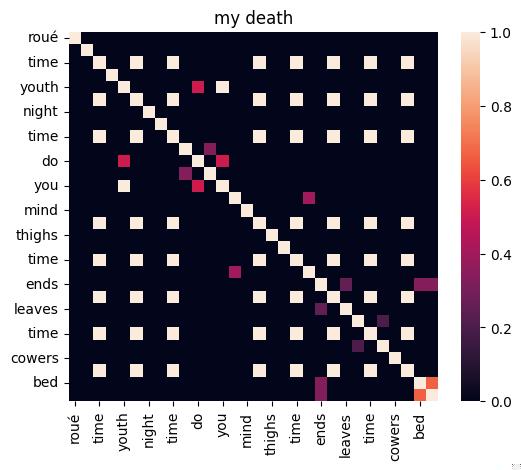 my death
roué
time
youth
night
time
do
you
mind
thighs
time
ends
leaves
time
cowers
bed
roué
time
youth
night
time
do
you
mind
thighs
time
ends
leaves
time
cowers
bed
1.0
0.8
0.6
0.4
0.2
0.0